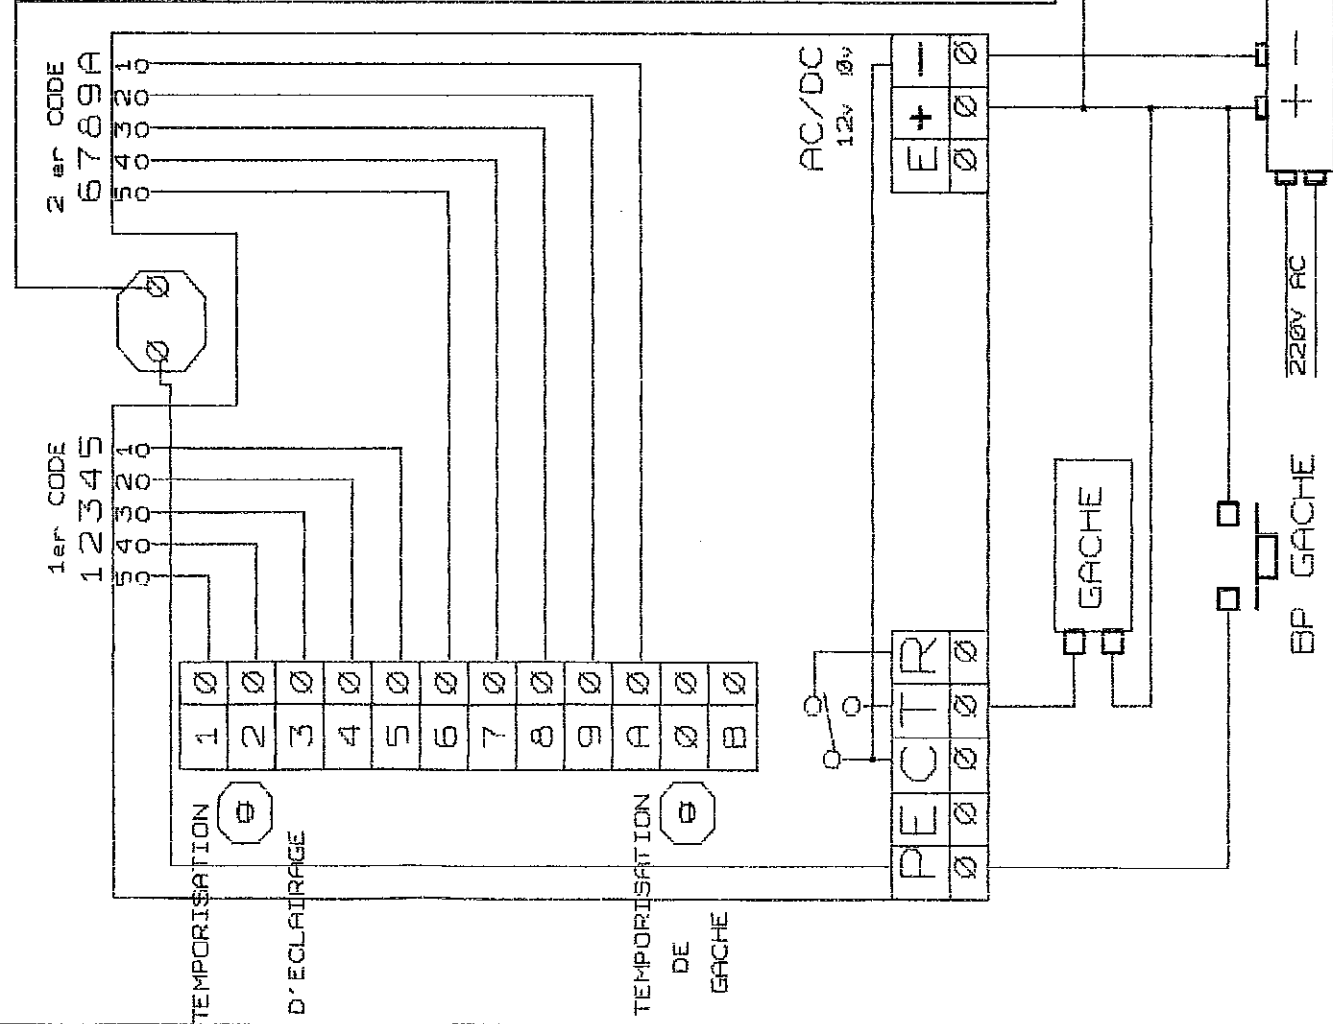 2 er CODE
6 7 8 9 A
5 4 3 2 1
1er CODE
1 2 3 4 5
5 4 3 2 1
AC/DC
12v 0v
E + -
1
2
3
4
5
6
7
8
9
A
0
B
P E C T R
TEMPORISATION
D'ECLAIRAGE
TEMPORISATION
DE
GACHE
GACHE
BP GACHE
220V AC
+ -